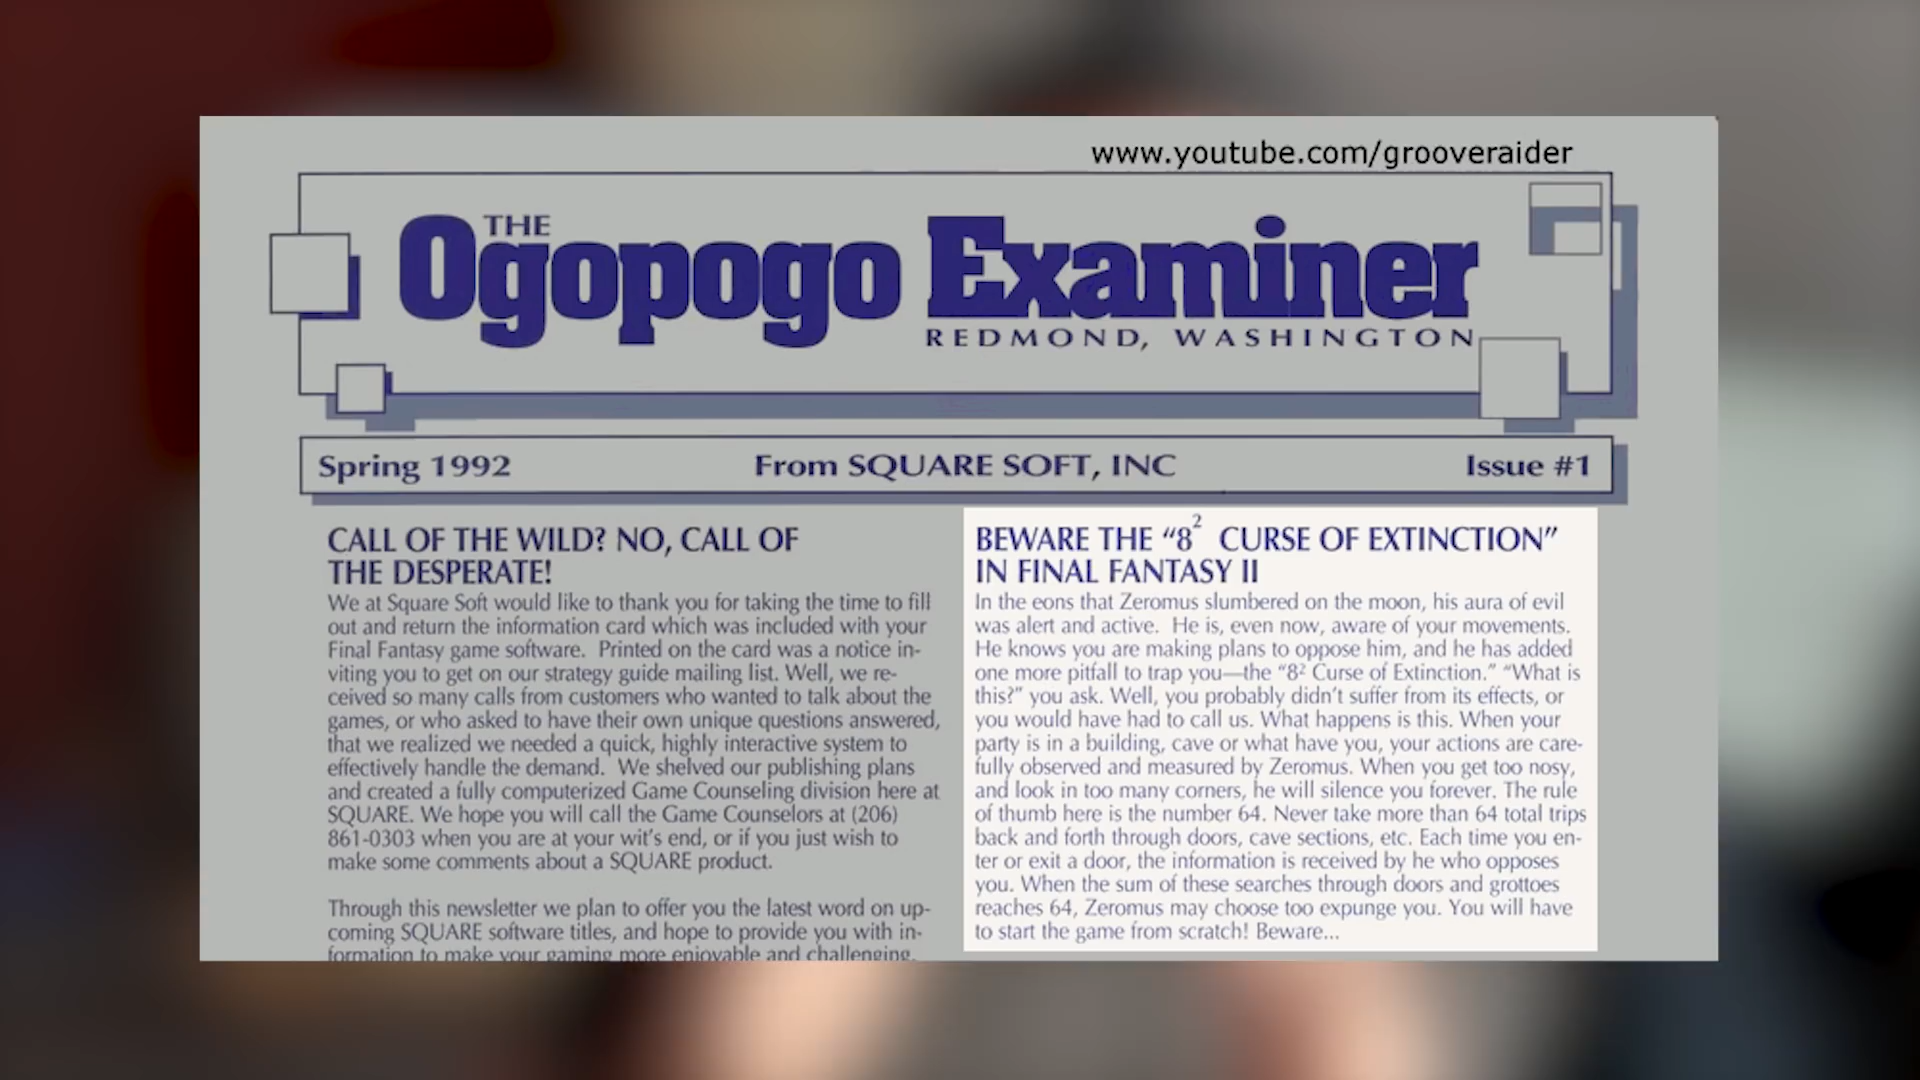 www.youtube.com/grooveraider
THE
Ogopogo Examiner
REDMOND, WASHINGTON
Spring 1992 From SQUARE SOFT, INC Issue #1
CALL OF THE WILD? NO, CALL OF
THE DESPERATE!
We at Square Soft would like to thank you for taking the time to fill
out and return the information card which was included with your
Final Fantasy game software. Printed on the card was a notice in-
viting you to get on our strategy guide mailing list. Well, we re-
ceived so many calls from customers who wanted to talk about the
games, or who asked to have their own unique questions answered,
that we realized we needed a quick, highly interactive system to
effectively handle the demand. We shelved our publishing plans
and created a fully computerized Game Counseling division here at
SQUARE. We hope you will call the Game Counselors at (206)
861-0303 when you are at your wit's end, or if you just wish to
make some comments about a SQUARE product.
Through this newsletter we plan to offer you the latest word on up-
coming SQUARE software titles, and hope to provide you with in-
formation to make your gaming more enjoyable and challenging.
BEWARE THE “8² CURSE OF EXTINCTION”
IN FINAL FANTASY II
In the eons that Zeromus slumbered on the moon, his aura of evil
was alert and active. He is, even now, aware of your movements.
He knows you are making plans to oppose him, and he has added
one more pitfall to trap you—the “8² Curse of Extinction.” “What is
this?” you ask. Well, you probably didn't suffer from its effects, or
you would have had to call us. What happens is this. When your
party is in a building, cave or what have you, your actions are care-
fully observed and measured by Zeromus. When you get too nosy,
and look in too many corners, he will silence you forever. The rule
of thumb here is the number 64. Never take more than 64 total trips
back and forth through doors, cave sections, etc. Each time you en-
ter or exit a door, the information is received by he who opposes
you. When the sum of these searches through doors and grottoes
reaches 64, Zeromus may choose too expunge you. You will have
to start the game from scratch! Beware...